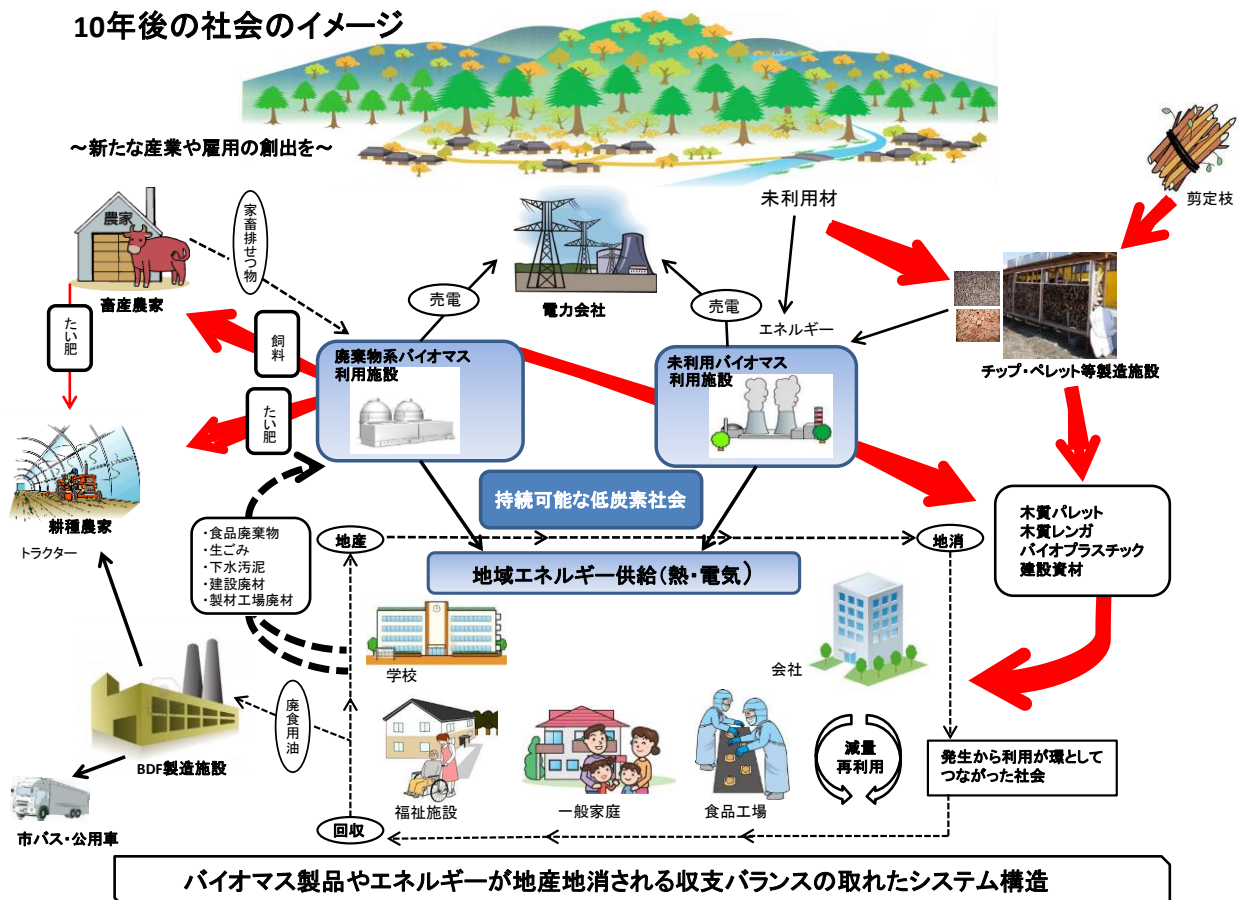 10年後の社会のイメージ
～新たな産業や雇用の創出を～
剪定枝
未利用材
農家
家畜排せつ物
畜産農家
たい肥
飼料
たい肥
売電
電力会社
売電
エネルギー
チップ・ペレット等製造施設
廃棄物系バイオマス
利用施設
未利用バイオマス
利用施設
耕種農家
トラクター
・食品廃棄物
・生ごみ
・下水汚泥
・建設廃材
・製材工場廃材
持続可能な低炭素社会
地産
地消
地域エネルギー供給（熱・電気）
木質パレット
木質レンガ
バイオプラスチック
建設資材
学校
会社
廃食用油
BDF製造施設
福祉施設
一般家庭
食品工場
減量
再利用
発生から利用が環として
つながった社会
市バス・公用車
回収
バイオマス製品やエネルギーが地産地消される収支バランスの取れたシステム構造